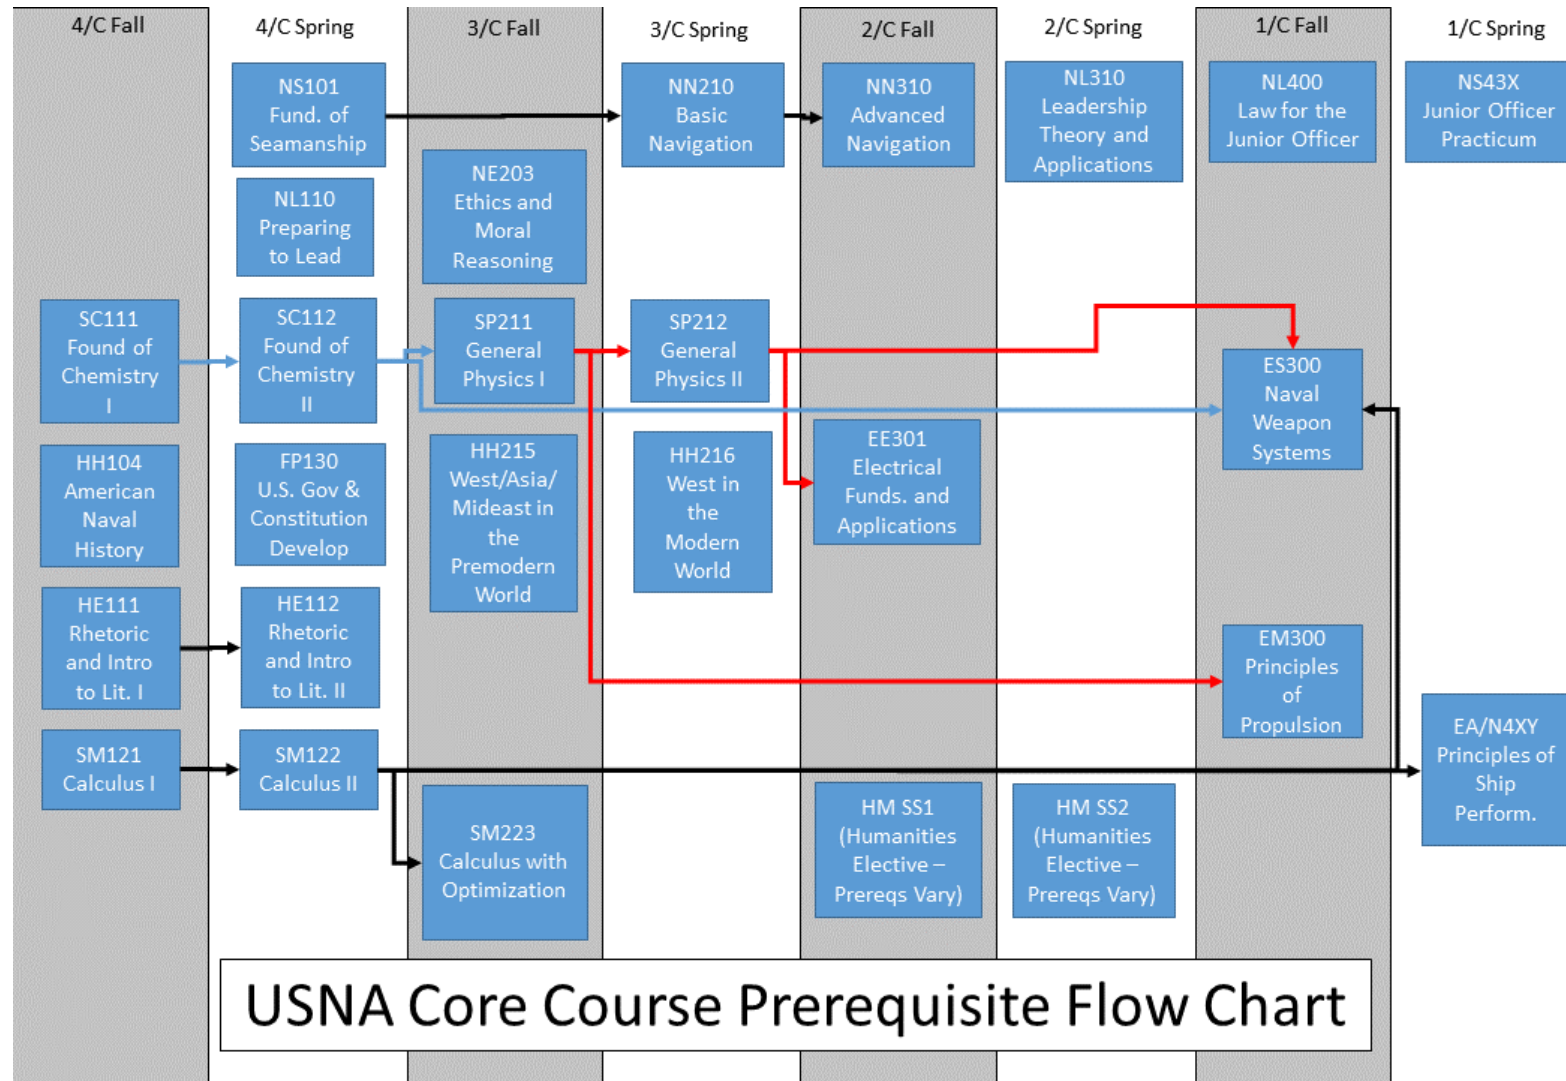 4/C Fall
4/C Spring
3/C Fall
3/C Spring
2/C Fall
2/C Spring
1/C Fall
1/C Spring
NS101
Fund. of
Seamanship
NN210
Basic
Navigation
NN310
Advanced
Navigation
NL310
Leadership
Theory and
Applications
NL400
Law for the
Junior Officer
NS43X
Junior Officer
Practicum
NL110
Preparing
to Lead
NE203
Ethics and
Moral
Reasoning
SC111
Found of
Chemistry
I
SC112
Found of
Chemistry
II
SP211
General
Physics I
SP212
General
Physics II
ES300
Naval
Weapon
Systems
HH104
American
Naval
History
FP130
U.S. Gov &
Constitution
Develop
HH215
West/Asia/
Mideast in
the
Premodern
World
HH216
West in
the
Modern
World
EE301
Electrical
Funds. and
Applications
HE111
Rhetoric
and Intro
to Lit. I
HE112
Rhetoric
and Intro
to Lit. II
EM300
Principles
of
Propulsion
SM121
Calculus I
SM122
Calculus II
SM223
Calculus with
Optimization
HM SS1
(Humanities
Elective –
Prereqs Vary)
HM SS2
(Humanities
Elective –
Prereqs Vary)
EA/N4XY
Principles of
Ship
Perform.
USNA Core Course Prerequisite Flow Chart